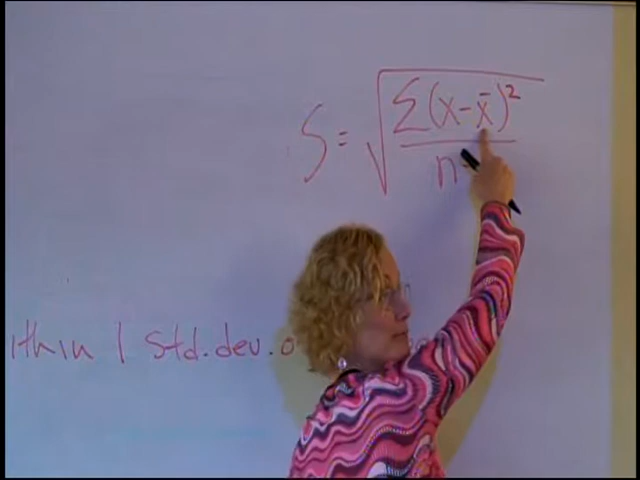 S = √ Σ(x-x̄)²
n-
ithin 1 std.dev. o